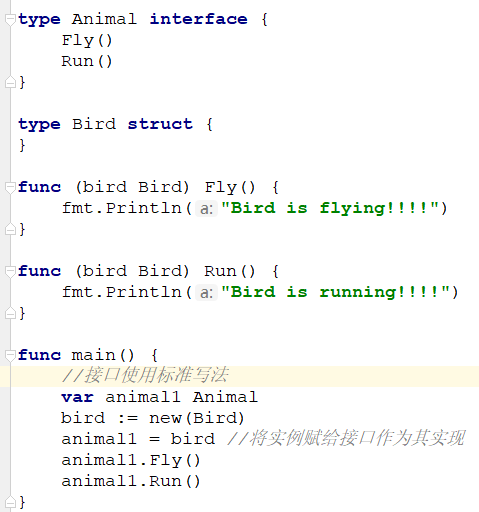 type Animal interface {
    Fly()
    Run()
}
type Bird struct {
}
func (bird Bird) Fly() {
    fmt.Println( a: "Bird is flying!!!!")
}
func (bird Bird) Run() {
    fmt.Println( a: "Bird is running!!!!")
}
func main() {
    //接口使用标准写法
    var animal1 Animal
    bird := new(Bird)
    animal1 = bird //将实例赋给接口作为其实现
    animal1.Fly()
    animal1.Run()
}